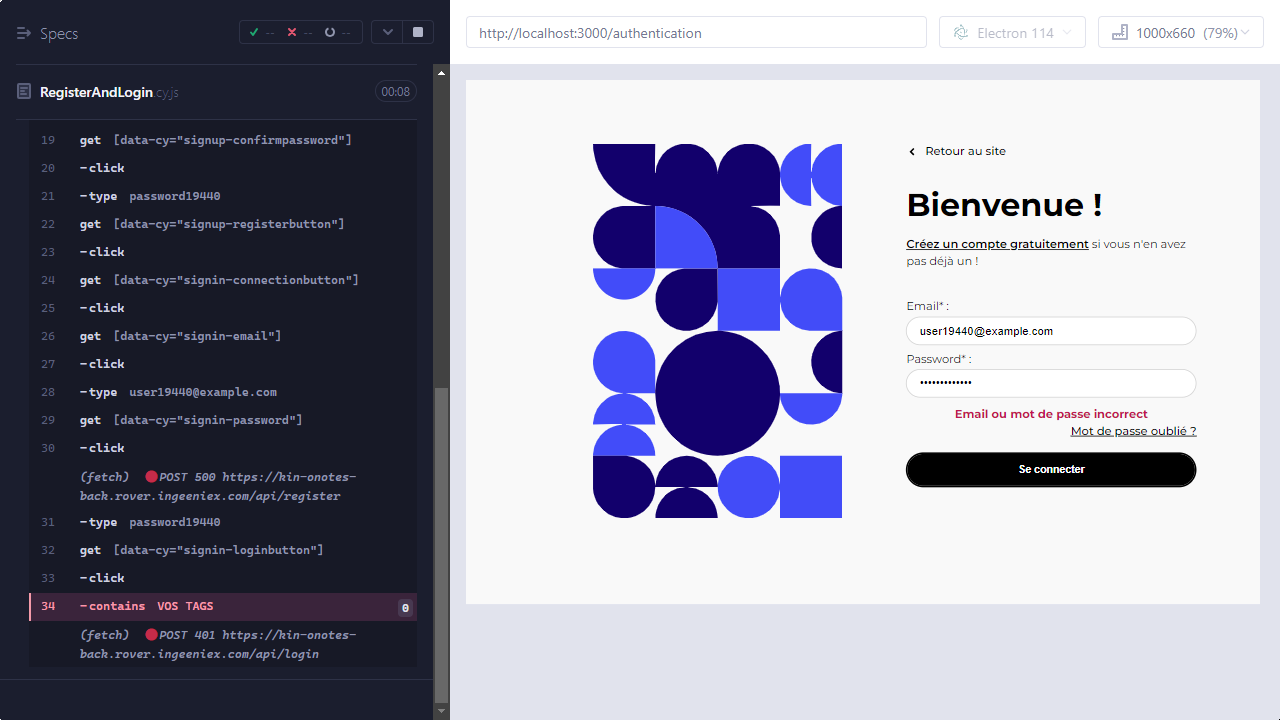 Specs
-- -- --
http://localhost:3000/authentication
Electron 114
1000x660 (79%)
RegisterAndLogin.cy.js
00:08
19 get [data-cy="signup-confirmpassword"]
20 -click
21 -type password19440
22 get [data-cy="signup-registerbutton"]
23 -click
24 get [data-cy="signin-connectionbutton"]
25 -click
26 get [data-cy="signin-email"]
27 -click
28 -type user19440@example.com
29 get [data-cy="signin-password"]
30 -click
(fetch) POST 500 https://kin-onotes-
back.rover.ingeeniex.com/api/register
31 -type password19440
32 get [data-cy="signin-loginbutton"]
33 -click
34 -contains VOS TAGS 0
(fetch) POST 401 https://kin-onotes-
back.rover.ingeeniex.com/api/login
Retour au site
Bienvenue !
Créez un compte gratuitement si vous n'en avez
pas déjà un !
Email* :
user19440@example.com
Password* :
•••••••••••••
Email ou mot de passe incorrect
Mot de passe oublié ?
Se connecter